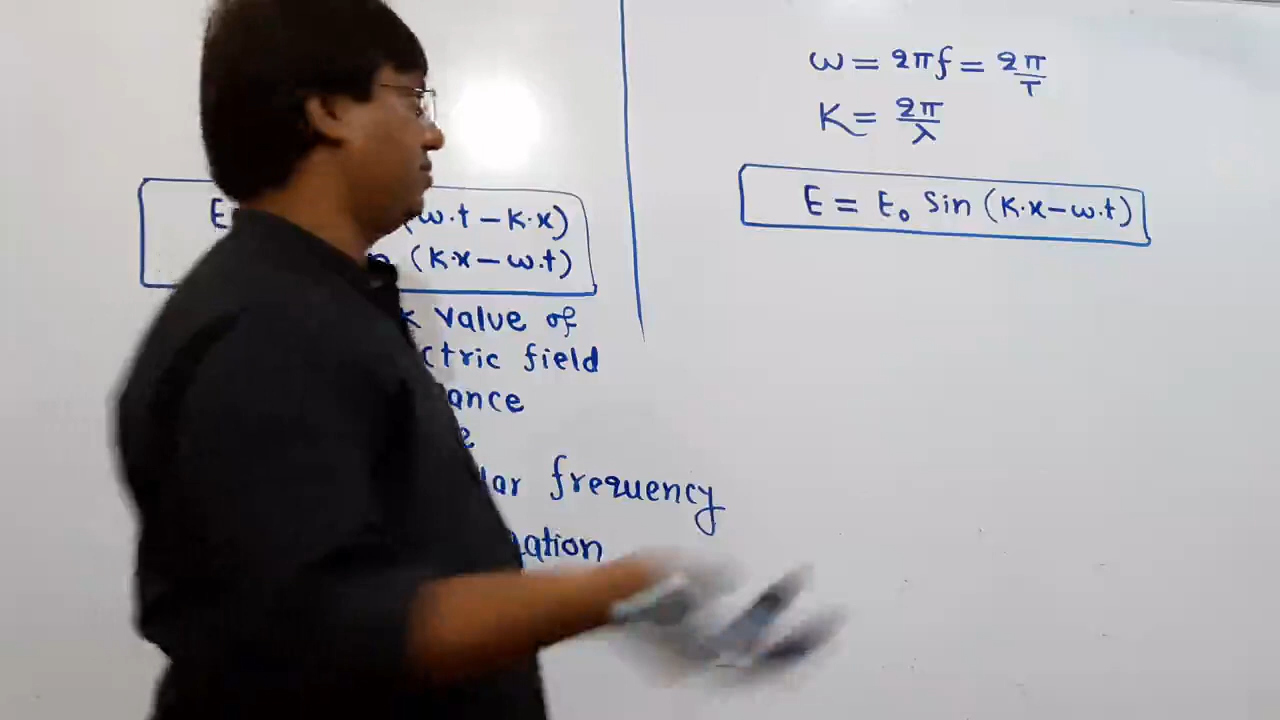 E (ω.t – K.x)
(K.x – ω.t)
value of
ctric field
ance
e
lar frequency
ation
ω = 2πf = 2π/T
K = 2π/λ
E = E₀ Sin (K.x – ω.t)